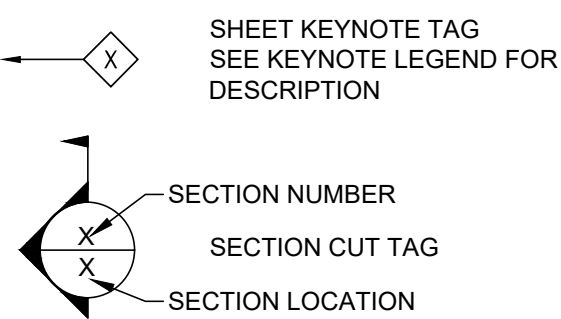 X
SHEET KEYNOTE TAG
SEE KEYNOTE LEGEND FOR
DESCRIPTION
SECTION NUMBER
X
SECTION CUT TAG
X
SECTION LOCATION